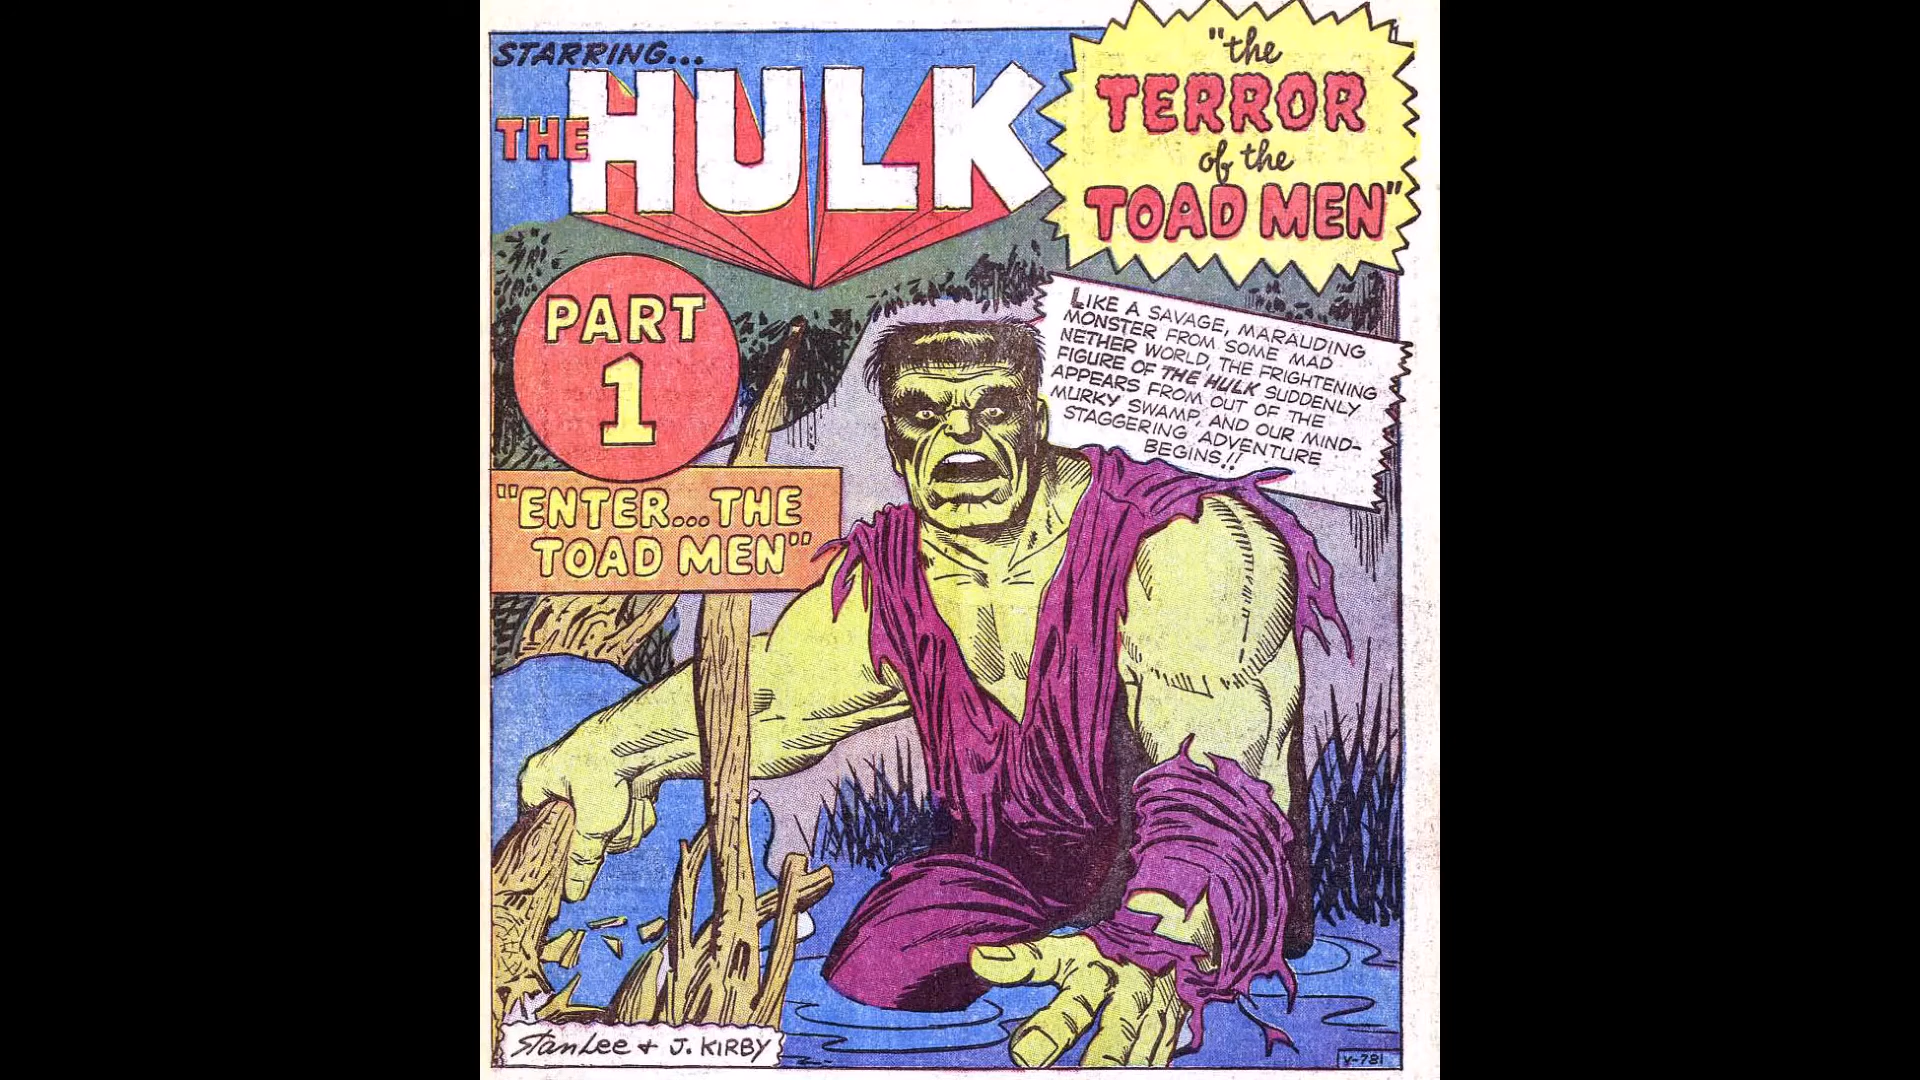 STARRING...
THE HULK
"the
TERROR
of the
TOAD MEN"
PART
1
"ENTER...THE
TOAD MEN"
LIKE A SAVAGE, MARAUDING
MONSTER FROM SOME MAD
NETHER WORLD, THE FRIGHTENING
FIGURE OF THE HULK SUDDENLY
APPEARS FROM OUT OF THE
MURKY SWAMP, AND OUR MIND-
STAGGERING ADVENTURE
BEGINS!!
Stan Lee + J. KIRBY
V-781